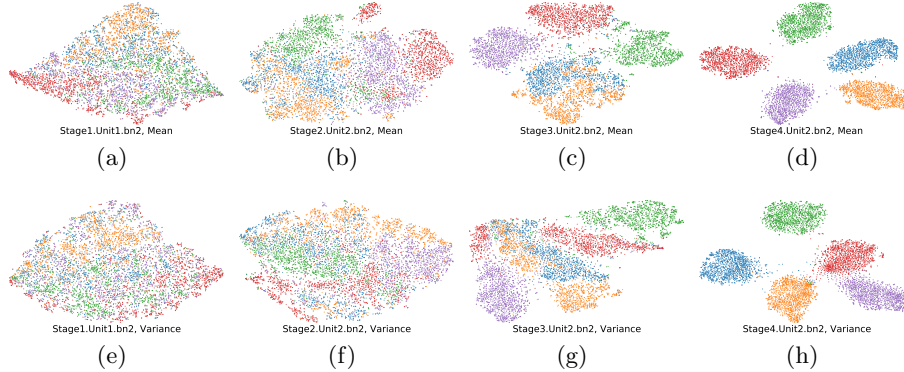 Stage1.Unit1.bn2, Mean
Stage2.Unit2.bn2, Mean
Stage3.Unit2.bn2, Mean
Stage4.Unit2.bn2, Mean
(a)
(b)
(c)
(d)
Stage1.Unit1.bn2, Variance
Stage2.Unit2.bn2, Variance
Stage3.Unit2.bn2, Variance
Stage4.Unit2.bn2, Variance
(e)
(f)
(g)
(h)